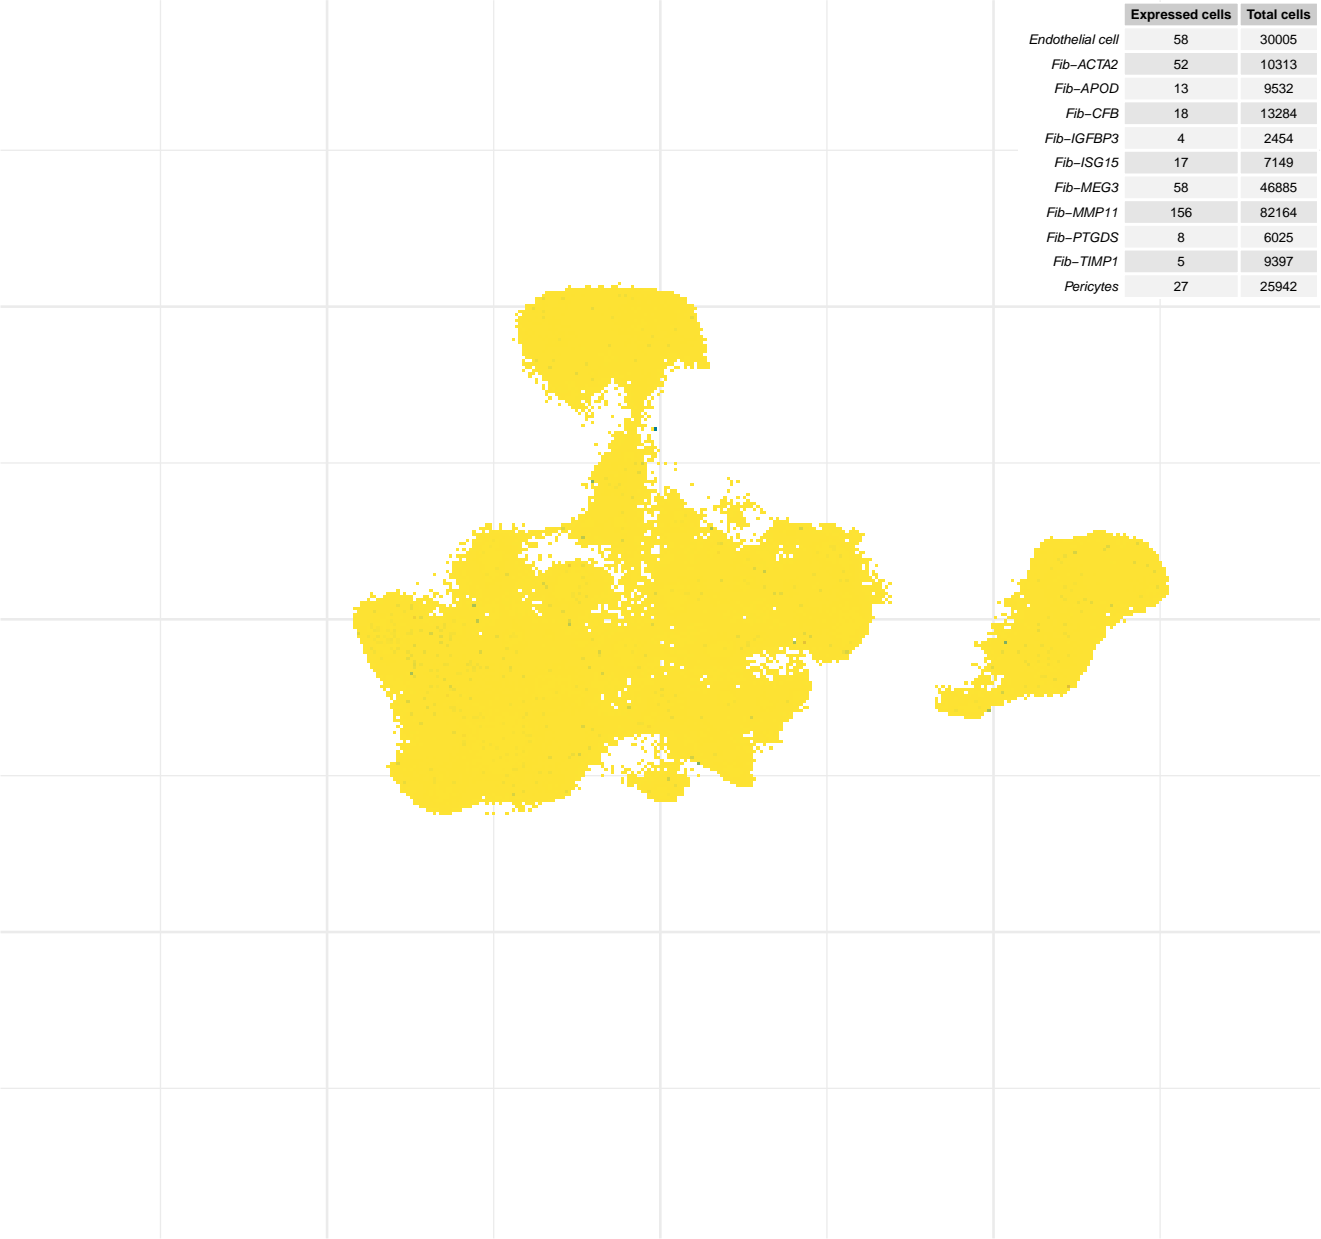 Expressed cells Total cells
Endothelial cell 58 30005
Fib−ACTA2 52 10313
Fib−APOD 13 9532
Fib−CFB 18 13284
Fib−IGFBP3 4 2454
Fib−ISG15 17 7149
Fib−MEG3 58 46885
Fib−MMP11 156 82164
Fib−PTGDS 8 6025
Fib−TIMP1 5 9397
Pericytes 27 25942